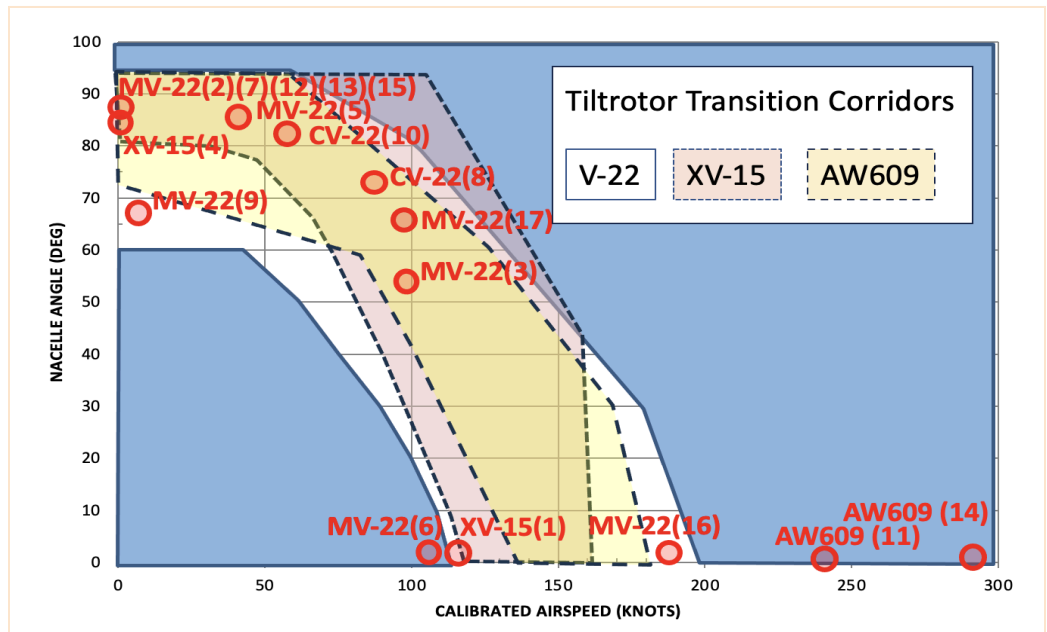 100
90
80
70
60
50
40
30
20
10
0
NACELLE ANGLE (DEG)
MV-22(2)(7)(12)(13)(15)
MV-22(5)
CV-22(10)
XV-15(4)
CV-22(8)
MV-22(9)
MV-22(17)
MV-22(3)
Tiltrotor Transition Corridors
V-22 XV-15 AW609
MV-22(6) XV-15(1) MV-22(16) AW609 (11) AW609 (14)
0 50 100 150 200 250 300
CALIBRATED AIRSPEED (KNOTS)